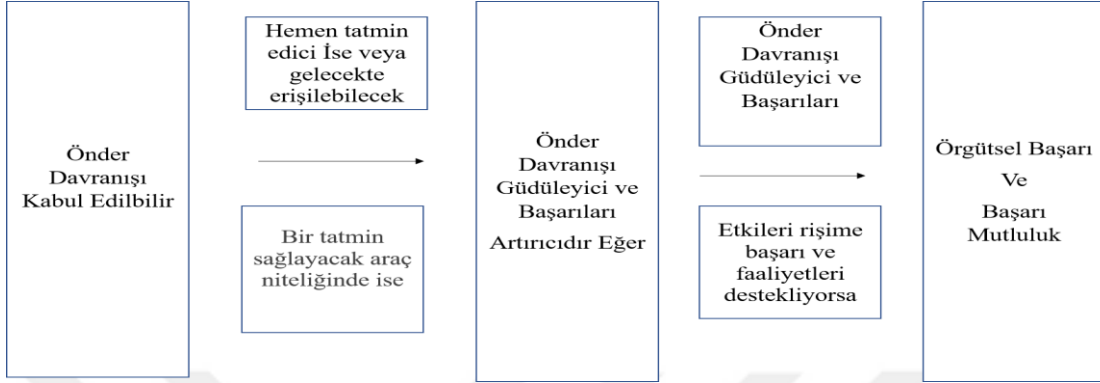 Önder
Davranışı
Kabul Edilbilir
Hemen tatmin
edici İse veya
gelecekte
erişilebilecek
Bir tatmin
sağlayacak araç
niteliğinde ise
Önder
Davranışı
Güdüleyici ve
Başarıları
Artırıcıdır Eğer
Önder
Davranışı
Güdüleyici ve
Başarıları
Etkileri rişime
başarı ve
faaliyetleri
destekliyorsa
Örgütsel Başarı
Ve
Başarı
Mutluluk